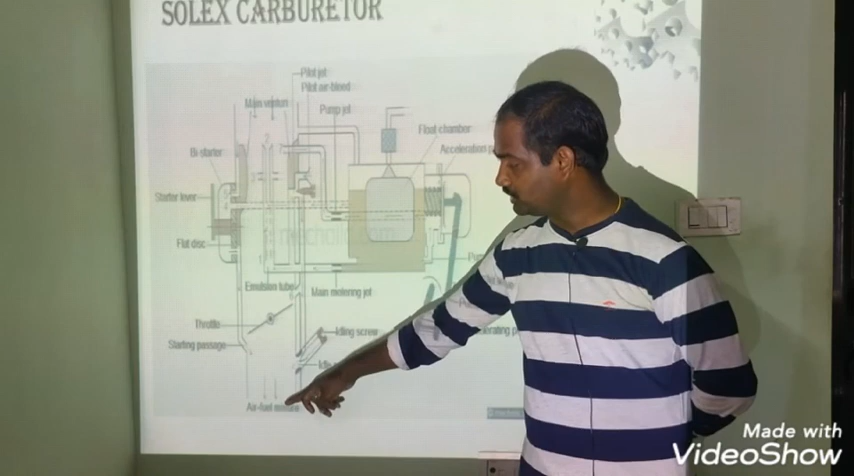 SOLEX CARBURETOR
Pilot jet
Pilot air-bleed
Main venturi
Pump jet
Float chamber
Acceleration
Bi-starter
Starter lever
Flat disc
Emulsion tube
Main metering jet
Throttle
Idling screw
Starting passage
Air-fuel mixture
Made with
VideoShow